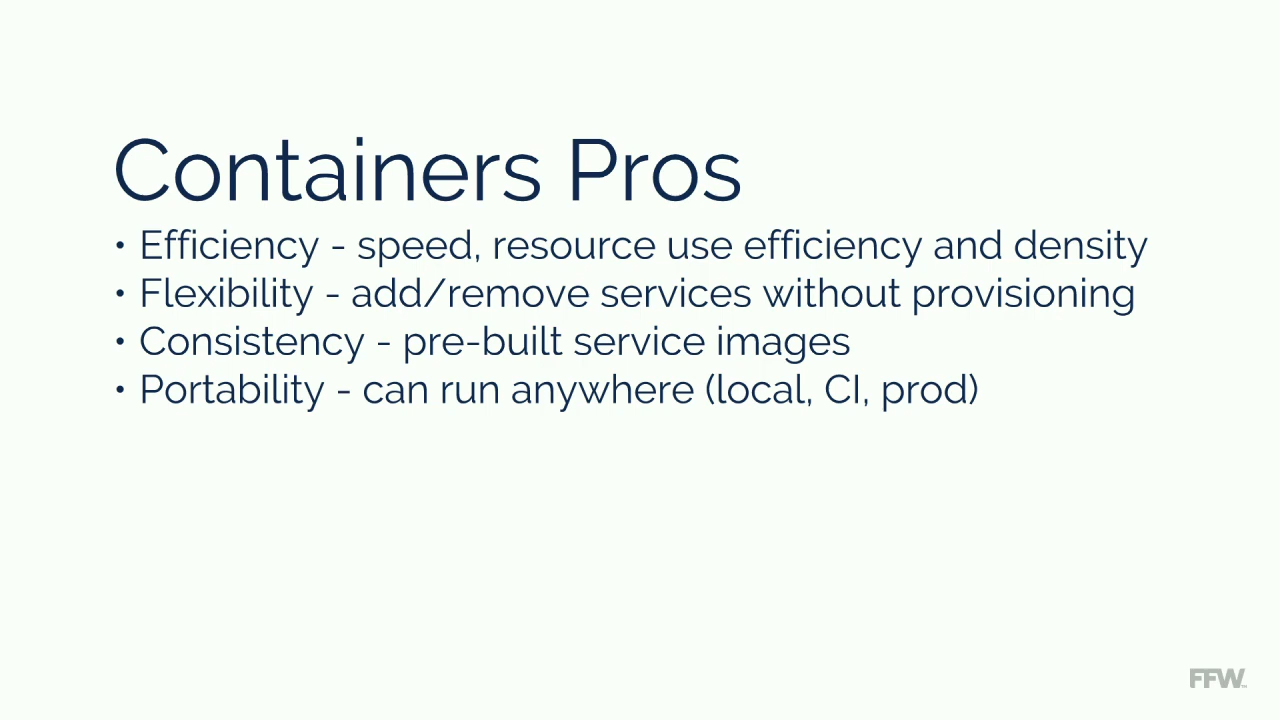 Containers Pros
• Efficiency - speed, resource use efficiency and density
• Flexibility - add/remove services without provisioning
• Consistency - pre-built service images
• Portability - can run anywhere (local, CI, prod)
FFW